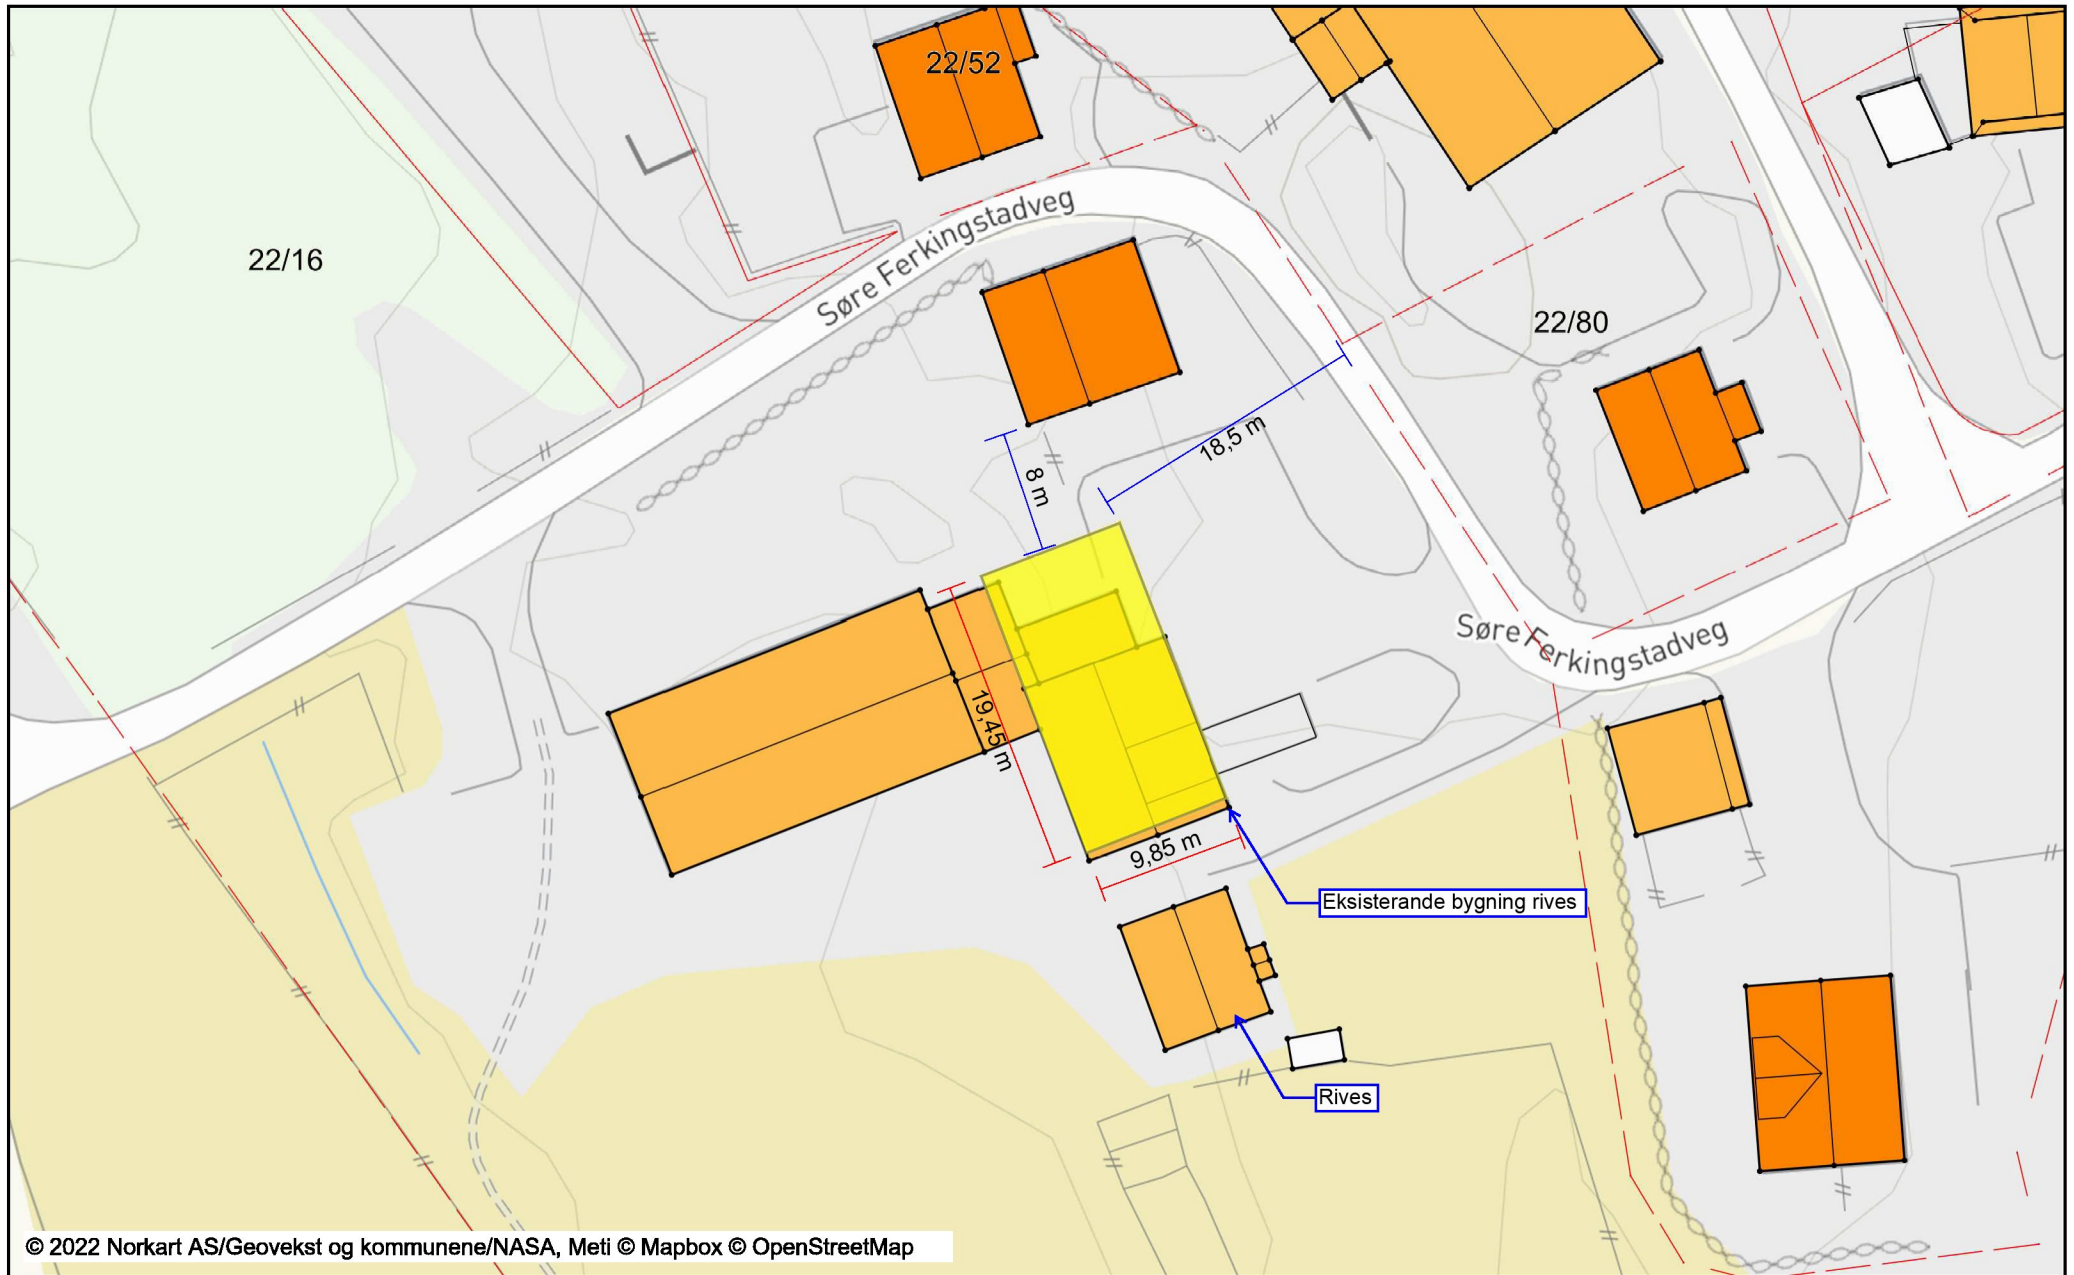 22/52
22/16
Søre Ferkingstadveg
22/80
18,5 m
8 m
Søre Ferkingstadveg
19,45 m
9,85 m
Eksisterande bygning rives
Rives
© 2022 Norkart AS/Geovekst og kommunene/NASA, Meti © Mapbox © OpenStreetMap